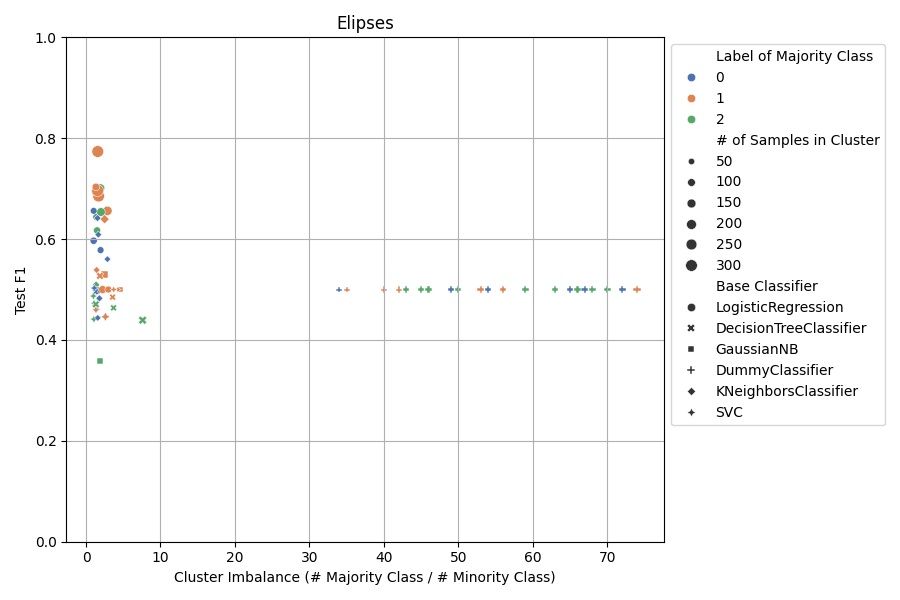 Elipses
1.0
0.8
0.6
0.4
0.2
0.0
Test F1
0 10 20 30 40 50 60 70
Cluster Imbalance (# Majority Class / # Minority Class)
Label of Majority Class
0
1
2
# of Samples in Cluster
50
100
150
200
250
300
Base Classifier
LogisticRegression
DecisionTreeClassifier
GaussianNB
DummyClassifier
KNeighborsClassifier
SVC